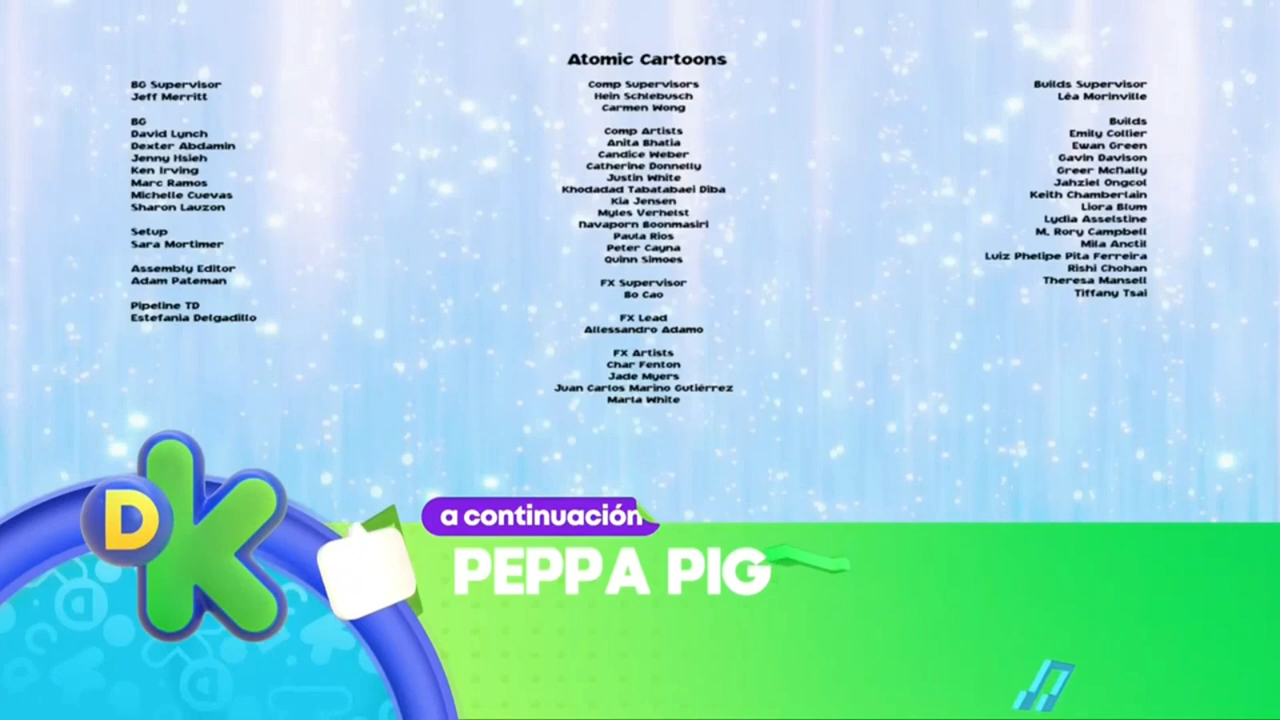 Atomic Cartoons
BG Supervisor
Jeff Merritt
BG
David Lynch
Dexter Abdamin
Jenny Hsieh
Ken Irving
Marc Ramos
Michelle Cuevas
Sharon Lauzon
Setup
Sara Mortimer
Assembly Editor
Adam Pateman
Pipeline TD
Estefania Delgadillo
Comp Supervisors
Hein Schlebusch
Carmen Wong
Comp Artists
Anita Bhatia
Candice Weber
Catherine Donnelly
Justin White
Khodadad Tabatabaei Diba
Kia Jensen
Myles Verhelst
Navaporn Boonmasiri
Paula Rios
Peter Cayna
Quinn Simoes
FX Supervisor
Bo Cao
FX Lead
Allessandro Adamo
FX Artists
Char Fenton
Jade Myers
Juan Carlos Marino Gutiérrez
Marla White
Builds Supervisor
Léa Morinville
Builds
Emily Collier
Ewan Green
Gavin Davison
Greer McNally
Jahziel Ongcol
Keith Chamberlain
Liora Blum
Lydia Asselstine
M. Rory Campbell
Mila Anctil
Luiz Phelipe Pita Ferreira
Rishi Chohan
Theresa Mansell
Tiffany Tsai
DK
a continuación
PEPPA PIG